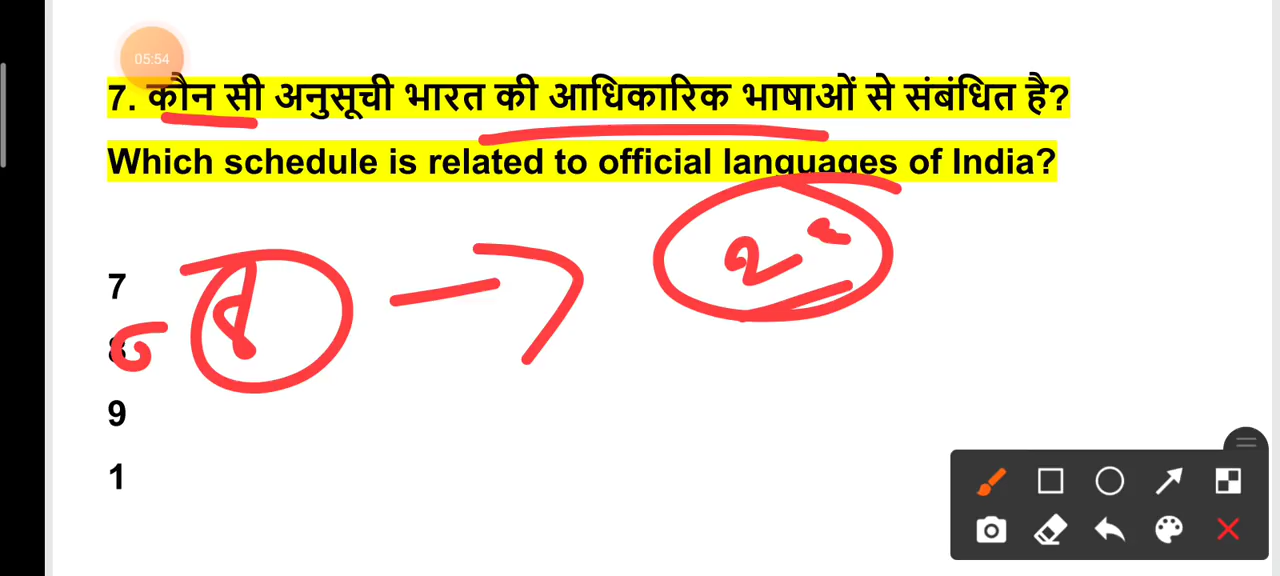 05:54
7. कौन सी अनुसूची भारत की आधिकारिक भाषाओं से संबंधित है?
Which schedule is related to official languages of India?
7
8
9
1